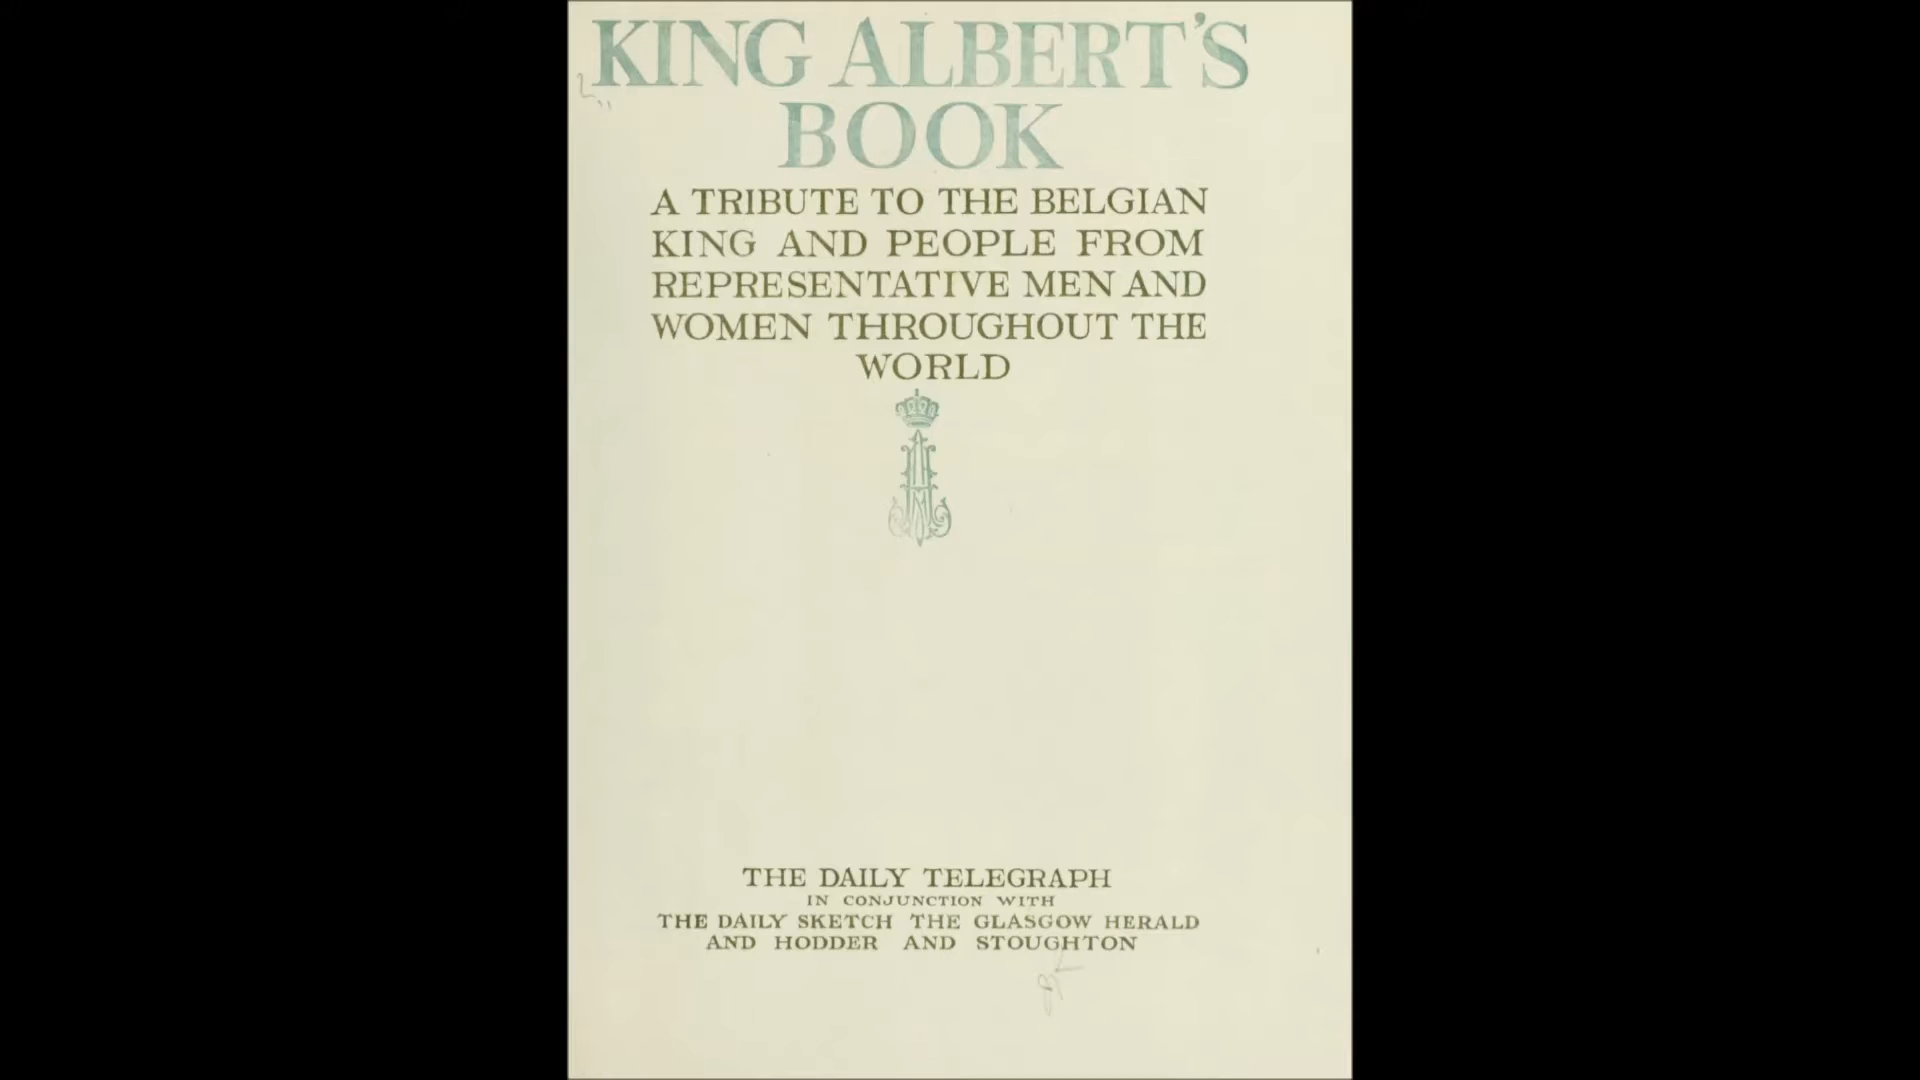 KING ALBERT'S
BOOK
A TRIBUTE TO THE BELGIAN
KING AND PEOPLE FROM
REPRESENTATIVE MEN AND
WOMEN THROUGHOUT THE
WORLD
THE DAILY TELEGRAPH
IN CONJUNCTION WITH
THE DAILY SKETCH THE GLASGOW HERALD
AND HODDER AND STOUGHTON